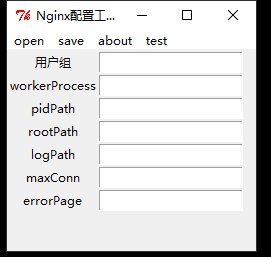 Nginx配置工...
open save about test
用户组
workerProcess
pidPath
rootPath
logPath
maxConn
errorPage